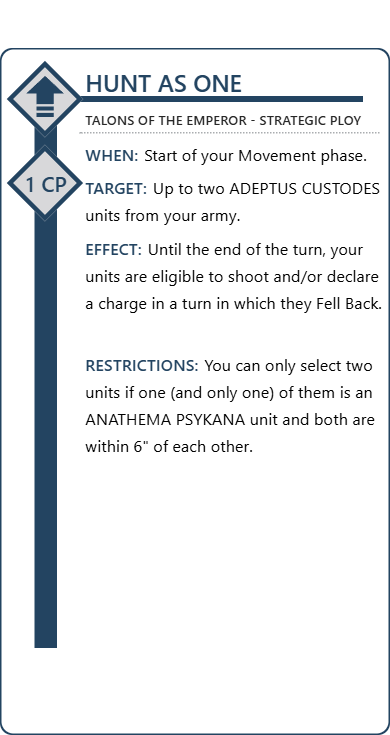 HUNT AS ONE
TALONS OF THE EMPEROR - STRATEGIC PLOY
1 CP
WHEN: Start of your Movement phase.
TARGET: Up to two ADEPTUS CUSTODES
units from your army.
EFFECT: Until the end of the turn, your
units are eligible to shoot and/or declare
a charge in a turn in which they Fell Back.
RESTRICTIONS: You can only select two
units if one (and only one) of them is an
ANATHEMA PSYKANA unit and both are
within 6" of each other.